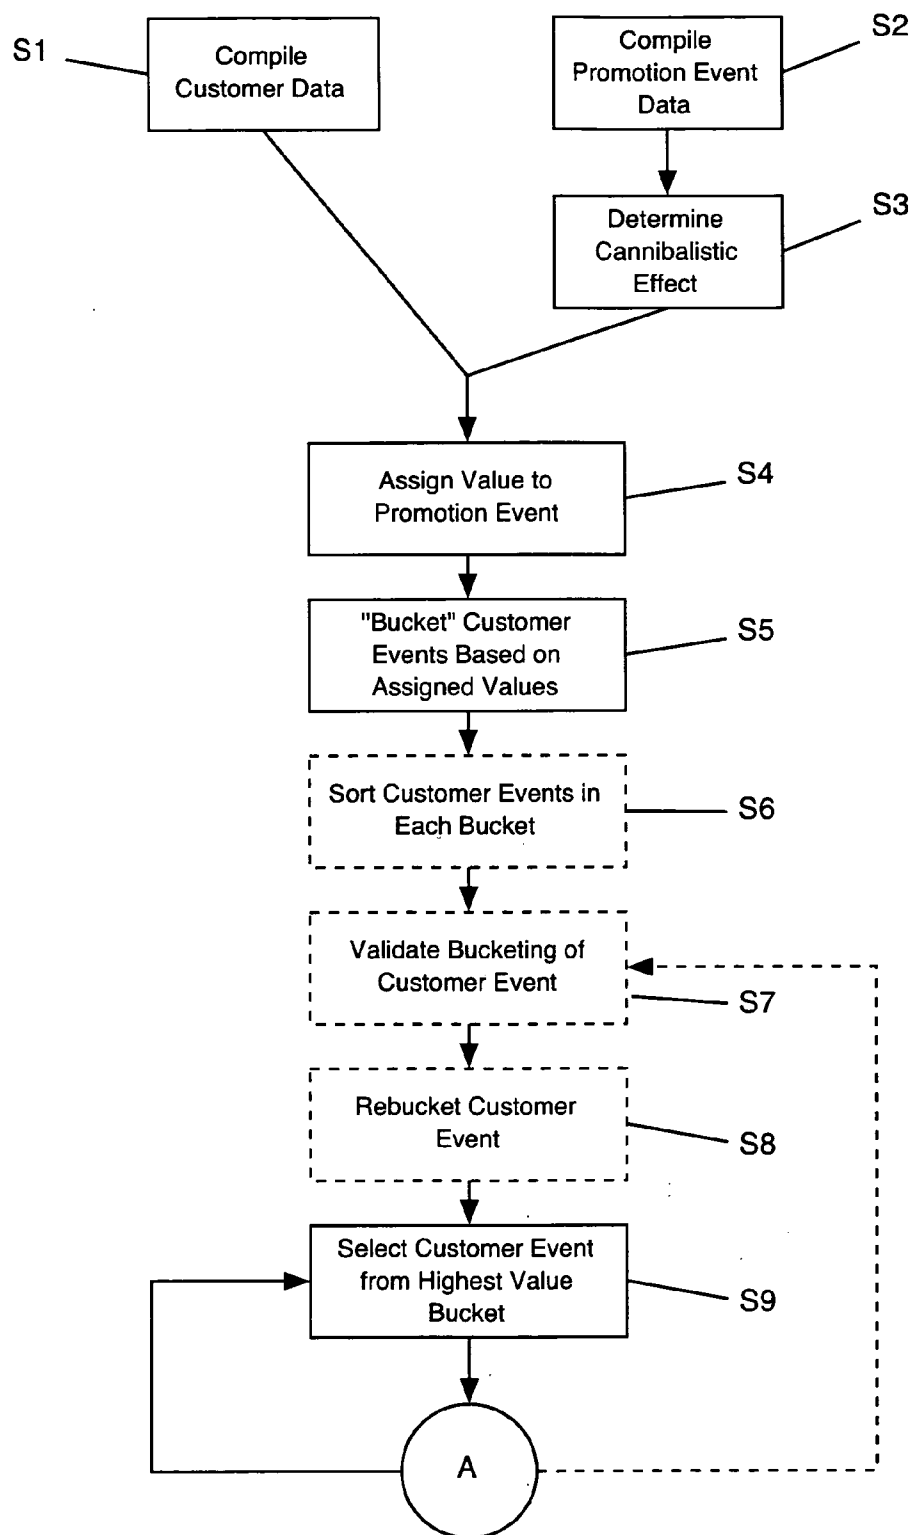 S1
Compile
Customer Data
Compile
Promotion Event
Data
S2
Determine
Cannibalistic
Effect
S3
Assign Value to
Promotion Event
S4
"Bucket" Customer
Events Based on
Assigned Values
S5
Sort Customer Events in
Each Bucket
S6
Validate Bucketing of
Customer Event
S7
Rebucket Customer
Event
S8
Select Customer Event
from Highest Value
Bucket
S9
A